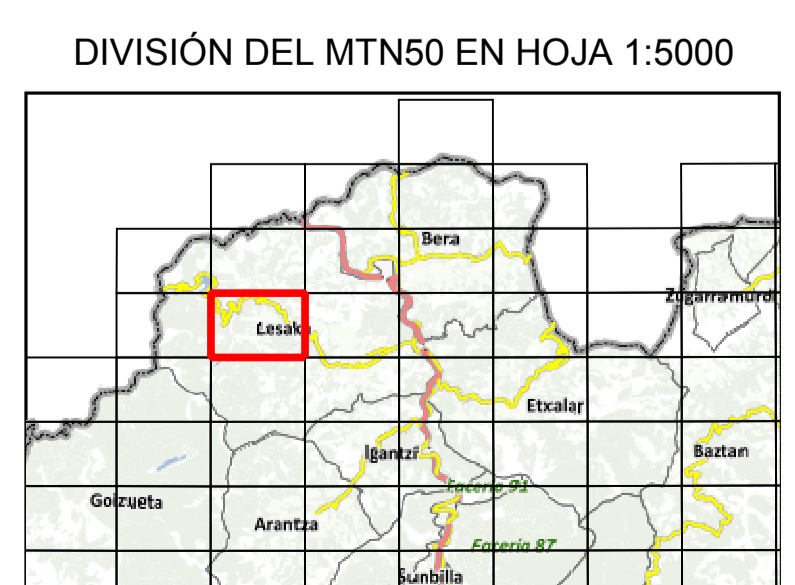 DIVISIÓN DEL MTN50 EN HOJA 1:5000
Bera
Zugarramurdi
Lesaka
Etxalar
Igantzi
Baztan
Facería 91
Goizueta
Arantza
Facería 87
Sunbilla